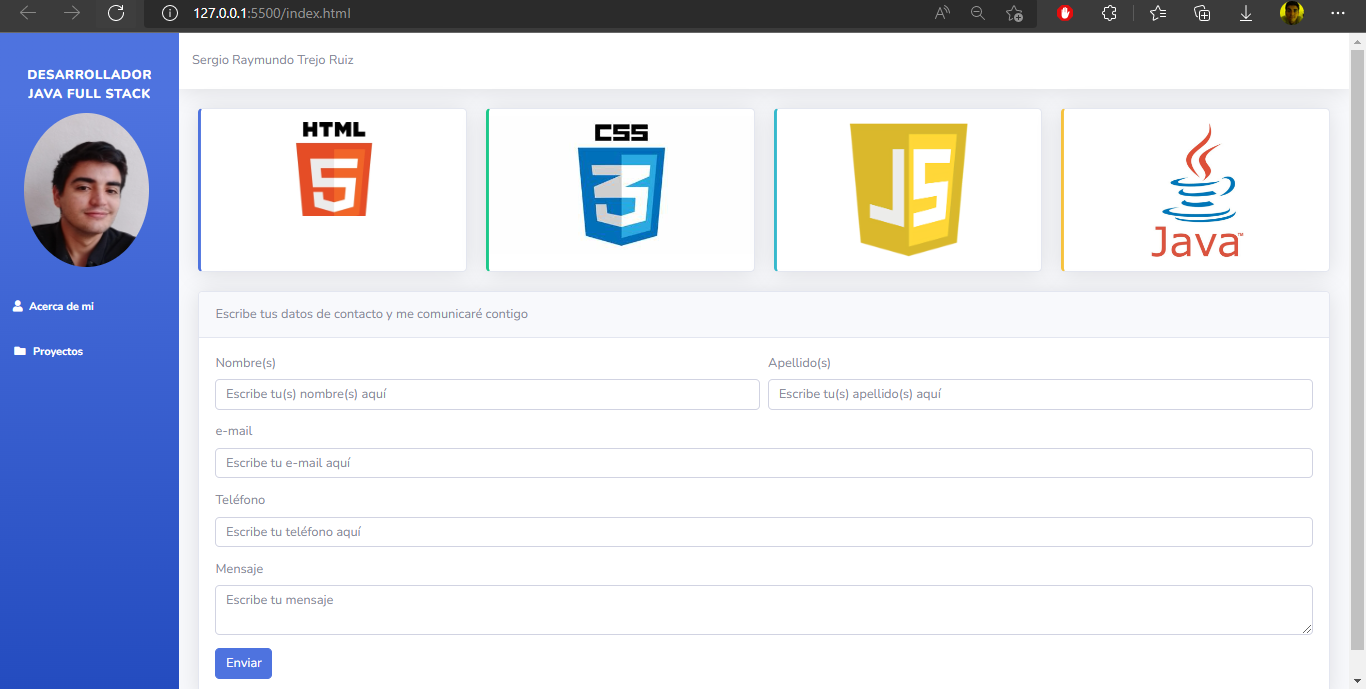 127.0.0.1:5500/index.html
DESARROLLADOR
JAVA FULL STACK
Sergio Raymundo Trejo Ruiz
HTML
5
CSS
3
JS
Java™
Acerca de mi
Proyectos
Escribe tus datos de contacto y me comunicaré contigo
Nombre(s)
Apellido(s)
Escribe tu(s) nombre(s) aquí
Escribe tu(s) apellido(s) aquí
e-mail
Escribe tu e-mail aquí
Teléfono
Escribe tu teléfono aquí
Mensaje
Escribe tu mensaje
Enviar